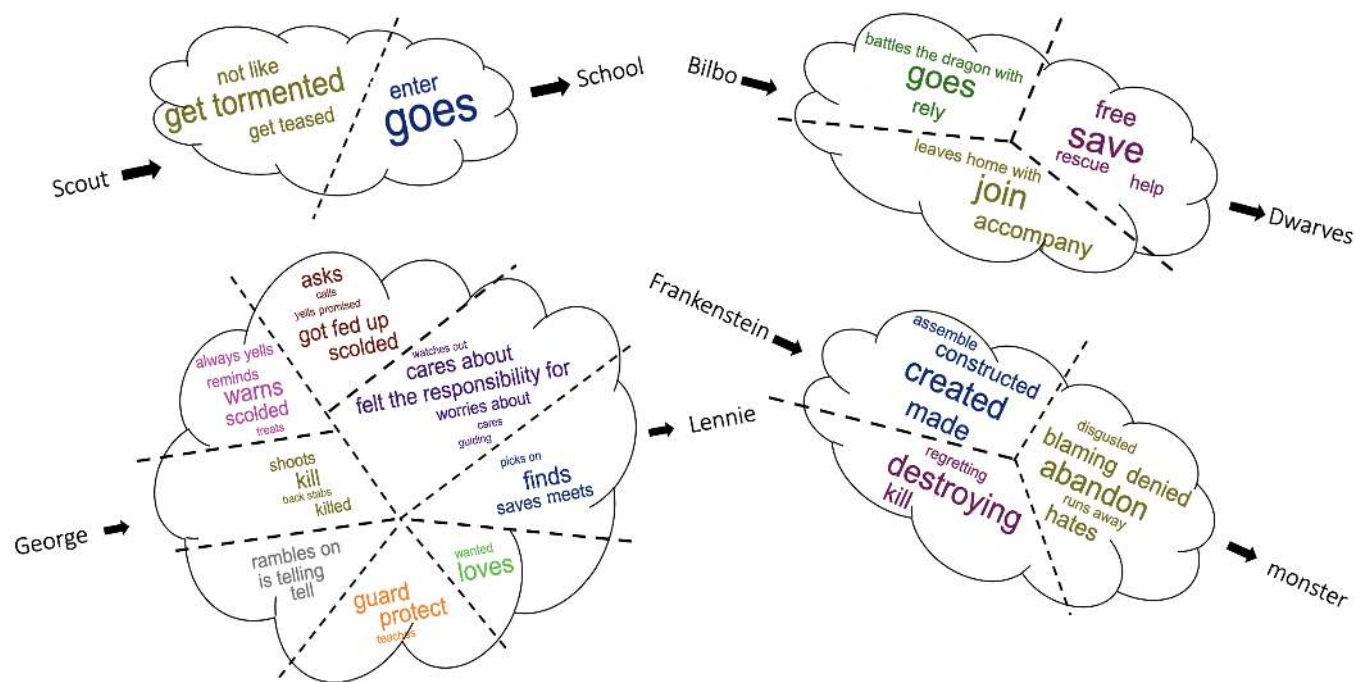 Scout
not like
get tormented
get teased
enter
goes
School
Bilbo
battles the dragon with
goes
rely
free
save
rescue
help
leaves home with
join
accompany
Dwarves
George
asks
calls
yells promised
got fed up
scolded
always yells
reminds
warns
scolded
treats
watches out
cares about
felt the responsibility for
worries about
cares
guiding
shoots
kill
back stabs
killed
picks on
finds
saves meets
rambles on
is telling
tell
guard
protect
teaches
wanted
loves
Lennie
Frankenstein
assemble
constructed
created
made
regretting
destroying
kill
disgusted
blaming denied
abandon
runs away
hates
monster